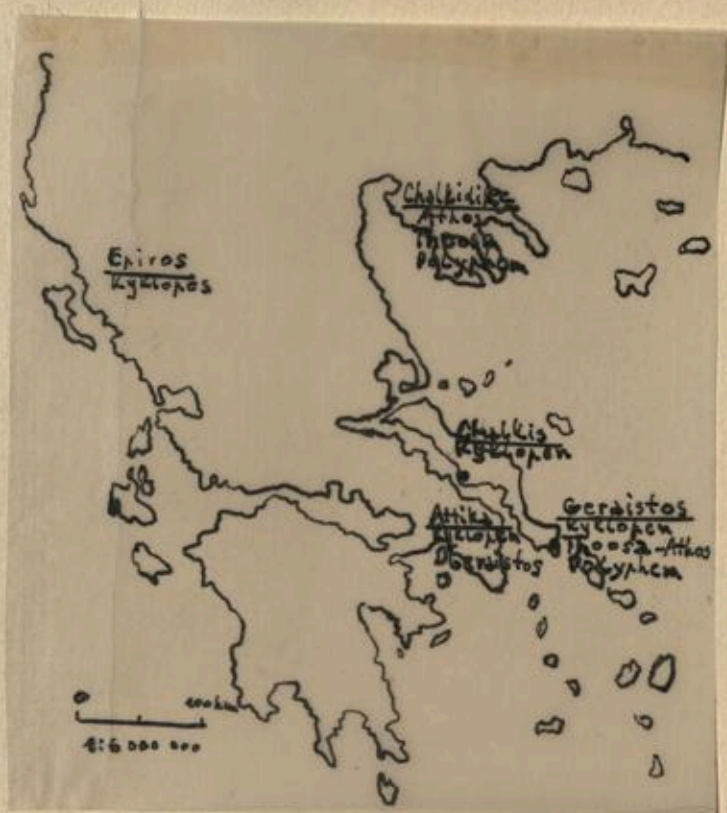 Chalkidike
Athos
Thoosa
Polyphem
Epiros
Kyklopes
Chalkis
Kyklopen
Attika
Kyklopen
Geraistos
Geraistos
Kyklopen
Thoosa-Athos
Polyphem
0 100km
1:6 000 000